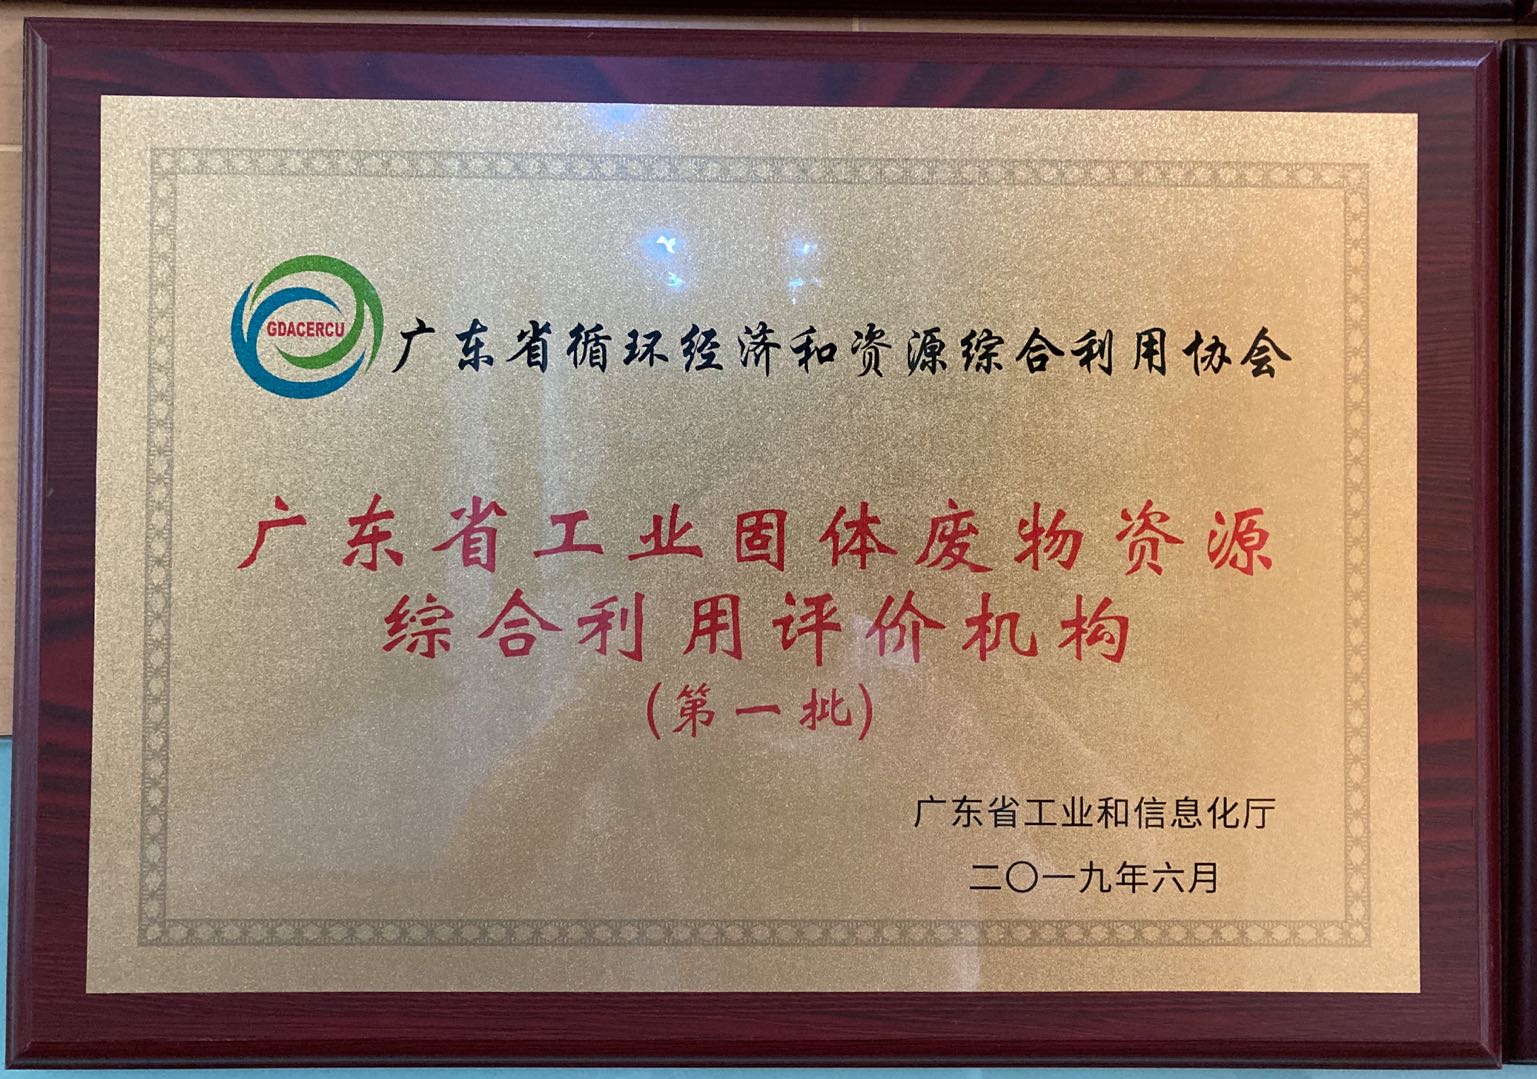 GDACERCU
广东省循环经济和资源综合利用协会
广东省工业固体废物资源
综合利用评价机构
(第一批)
广东省工业和信息化厅
二〇一九年六月